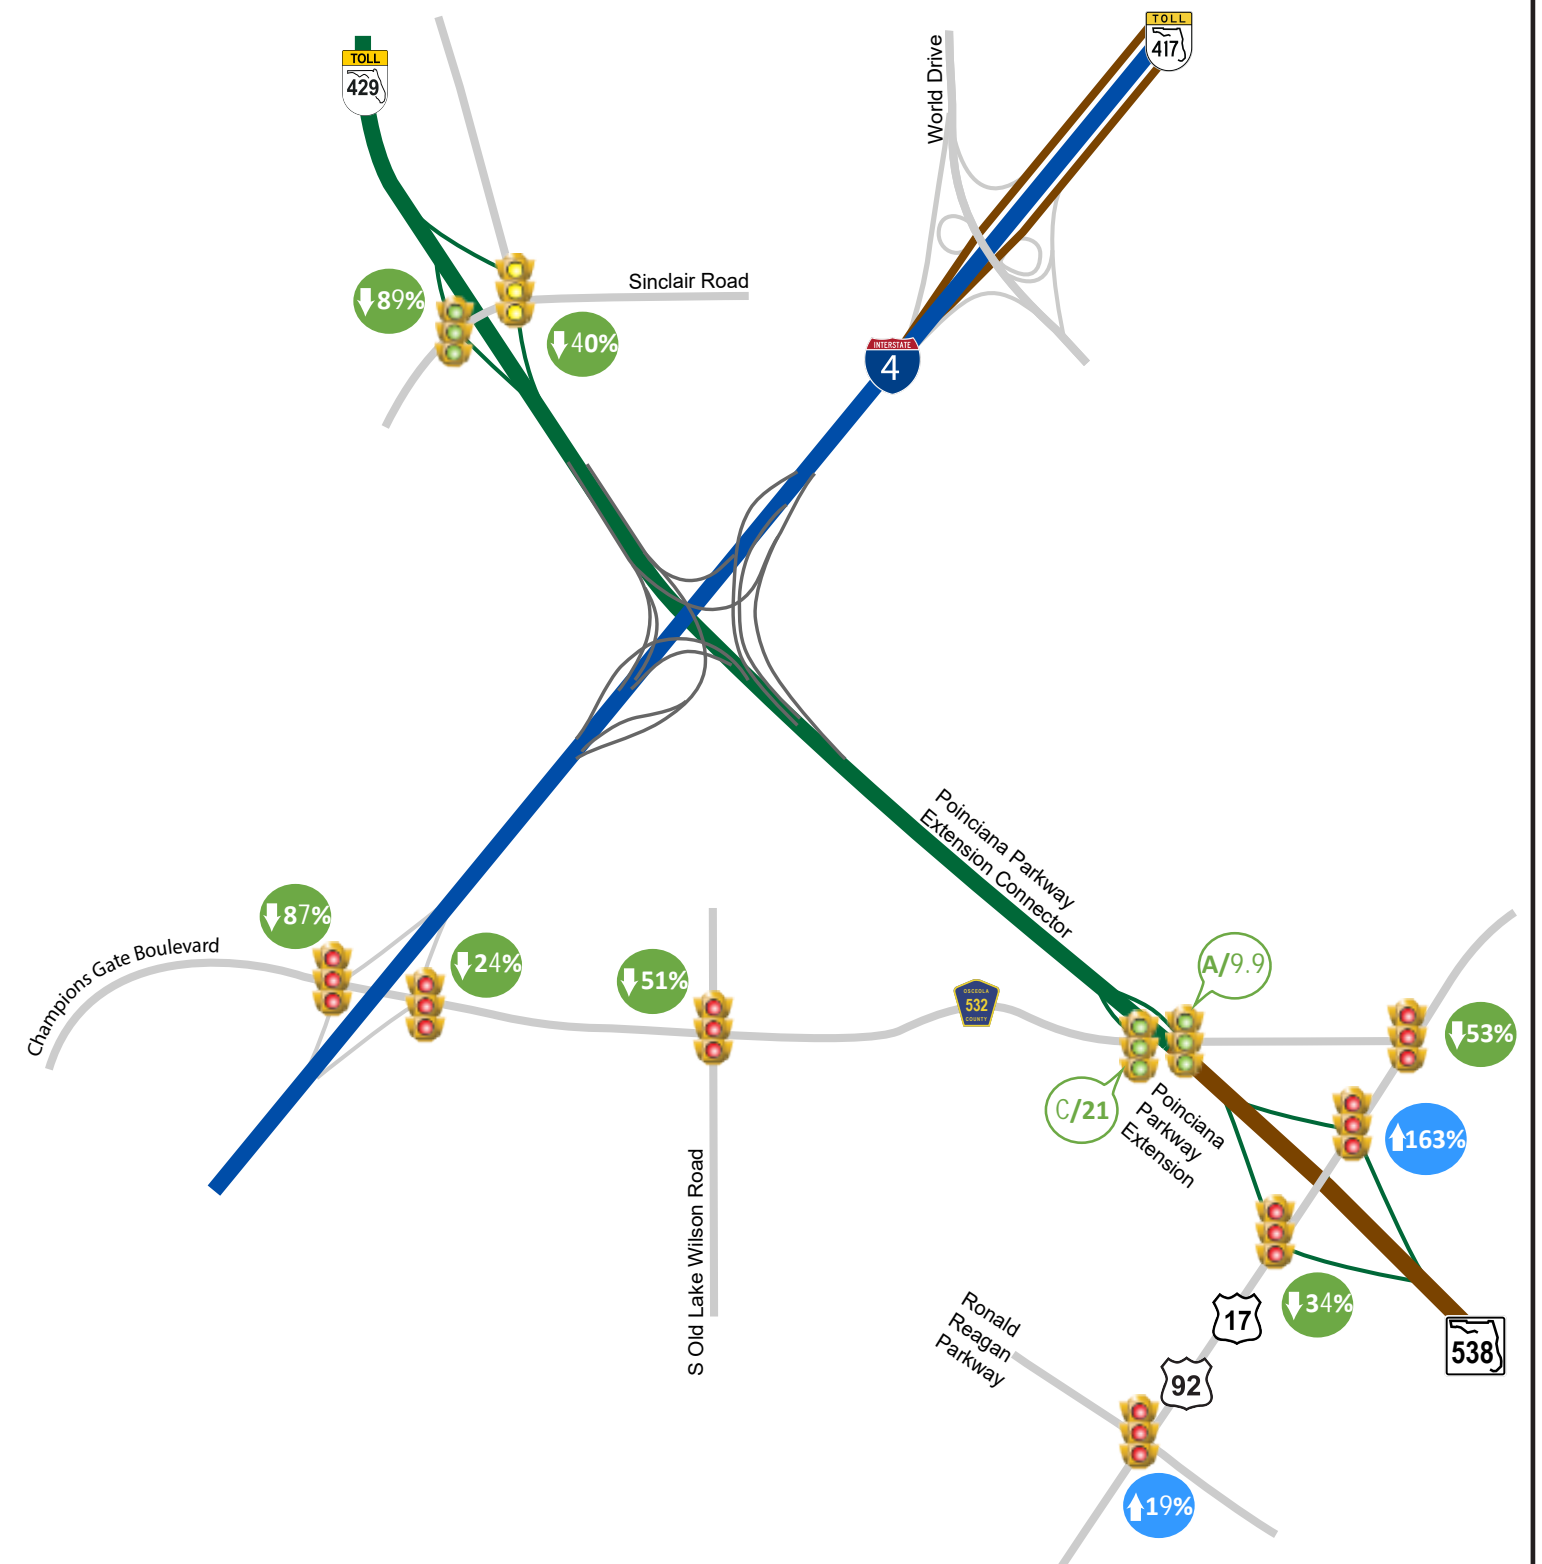 TOLL
417
World Drive
TOLL
429
Sinclair Road
89%
40%
INTERSTATE
4
Poinciana Parkway
Extension Connector
87%
Champions Gate Boulevard
24%
51%
OSCEOLA
532
COUNTY
A/9.9
53%
C/21
Poinciana
Parkway
Extension
163%
S Old Lake Wilson Road
34%
17
Ronald
Reagan
Parkway
538
92
19%